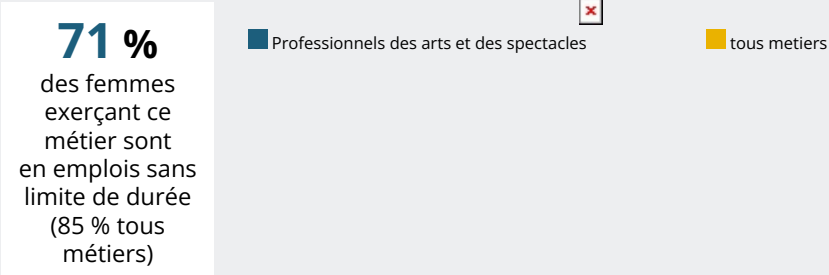 71 %
des femmes
exerçant ce
métier sont
en emplois sans
limite de durée
(85 % tous
métiers)
Professionnels des arts et des spectacles
tous metiers